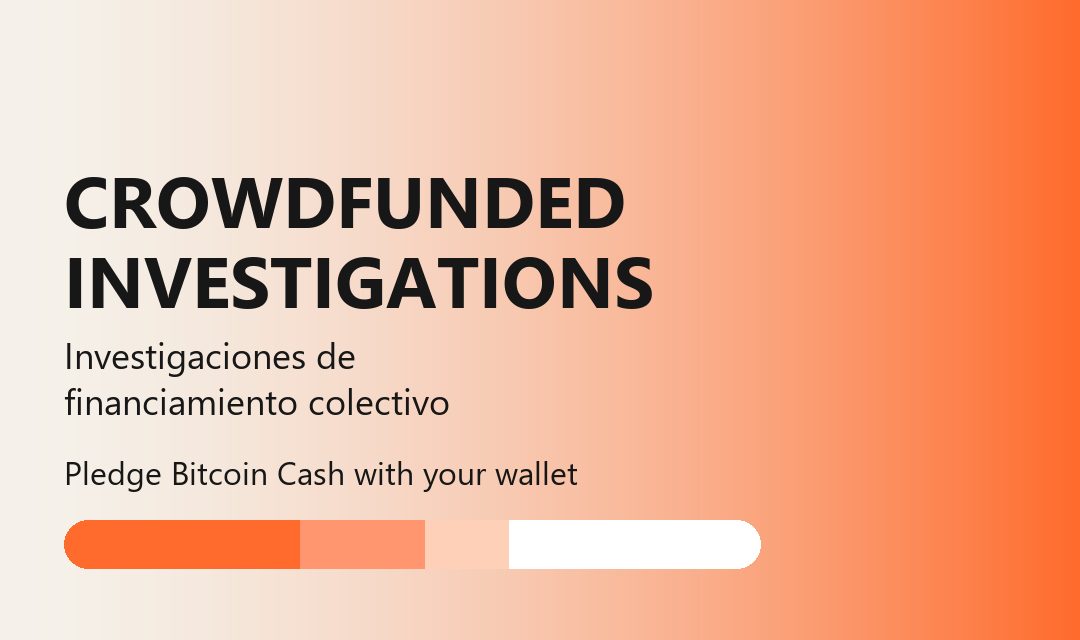 CROWDFUNDED
INVESTIGATIONS
Investigaciones de
financiamiento colectivo
Pledge Bitcoin Cash with your wallet